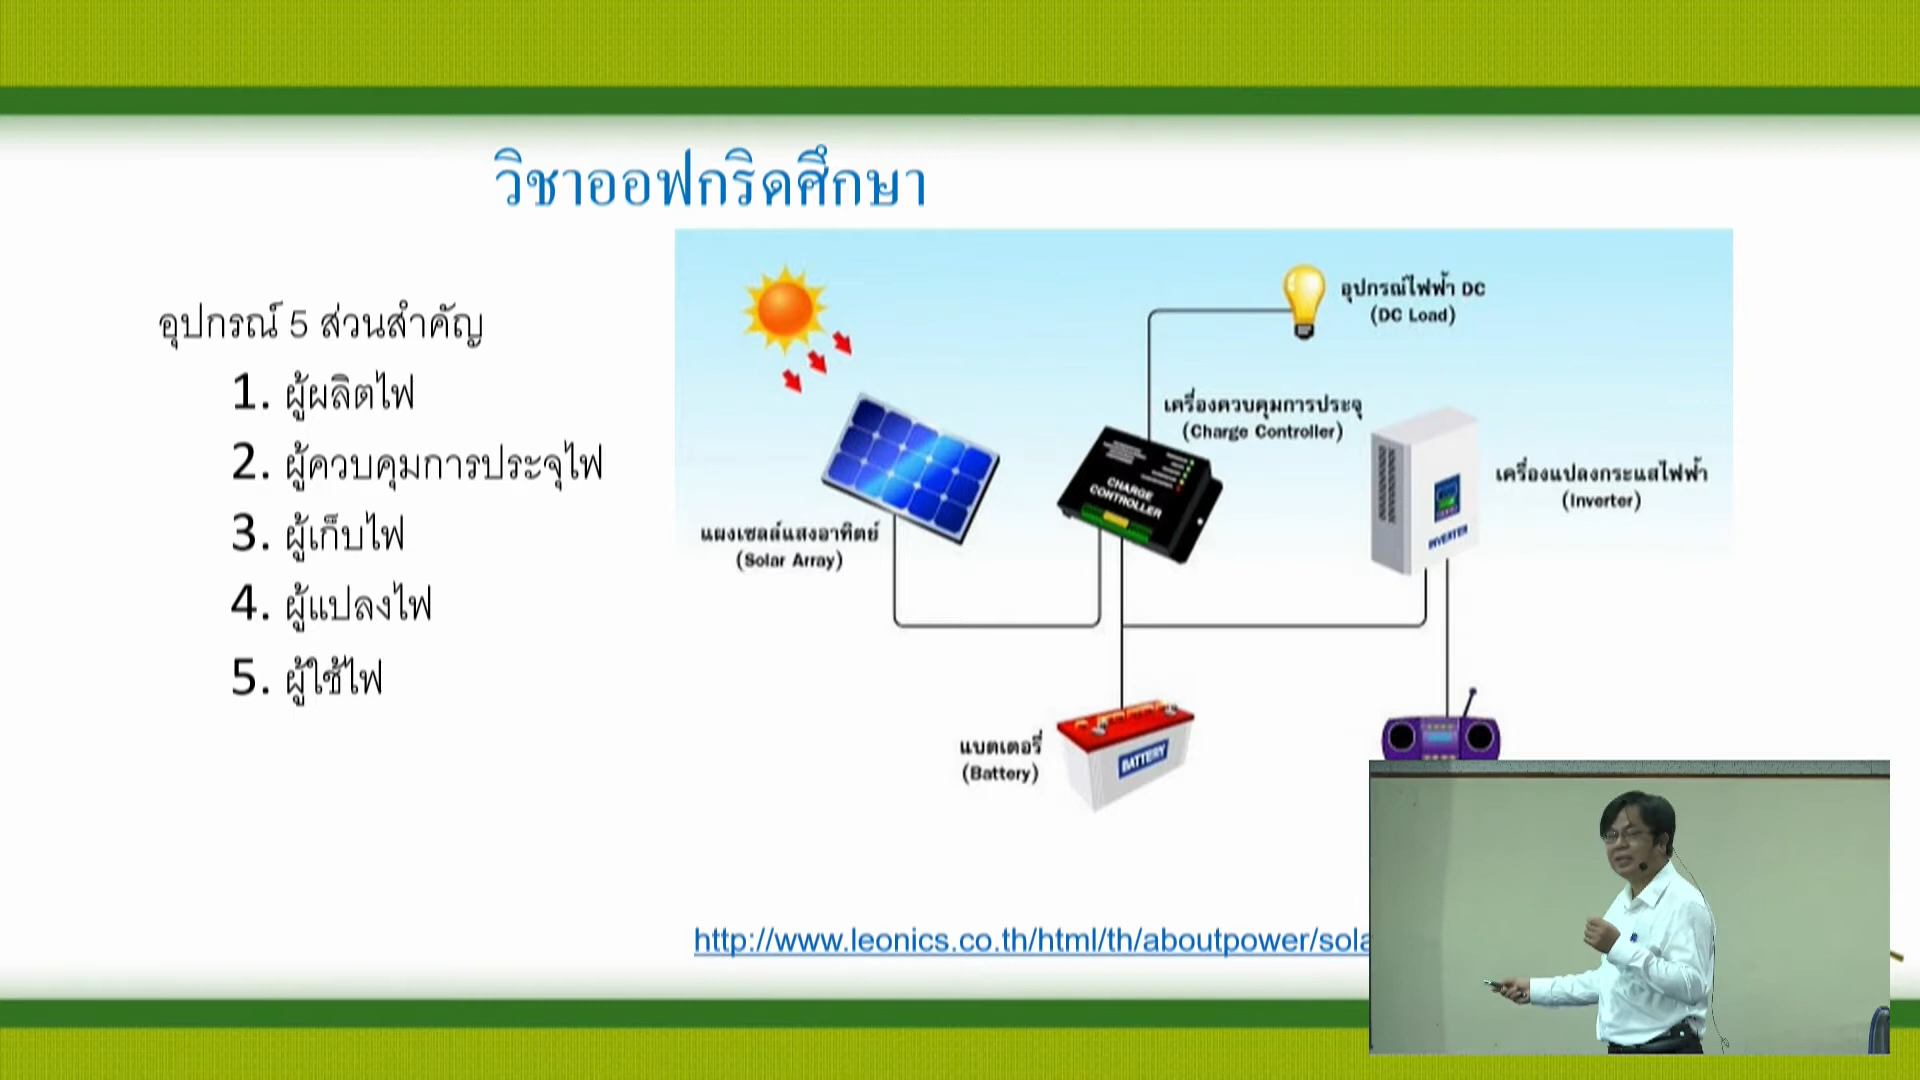 วิชาออฟกริดศึกษา
อุปกรณ์ 5 ส่วนสำคัญ
1. ผู้ผลิตไฟ
2. ผู้ควบคุมการประจุไฟ
3. ผู้เก็บไฟ
4. ผู้แปลงไฟ
5. ผู้ใช้ไฟ
อุปกรณ์ไฟฟ้า DC
(DC Load)
เครื่องควบคุมการประจุ
(Charge Controller)
CHARGE
CONTROLLER
เครื่องแปลงกระแสไฟฟ้า
(Inverter)
INVERTER
แผงเซลล์แสงอาทิตย์
(Solar Array)
แบตเตอรี่
(Battery)
BATTERY
http://www.leonics.co.th/html/th/aboutpower/sola